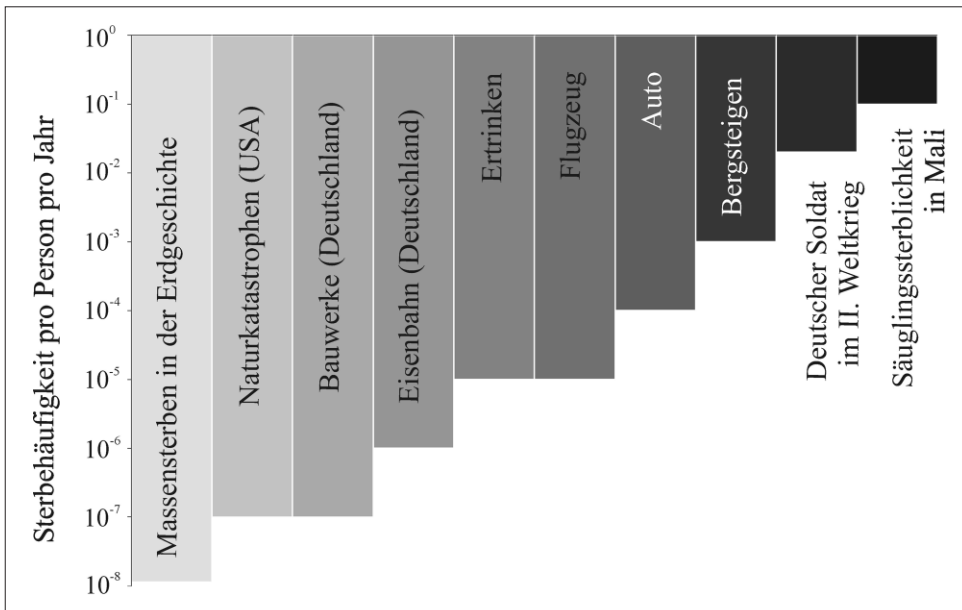 Sterbehäufigkeit pro Person pro Jahr
10⁰
10⁻¹
10⁻²
10⁻³
10⁻⁴
10⁻⁵
10⁻⁶
10⁻⁷
10⁻⁸
Massensterben in der Erdgeschichte
Naturkatastrophen (USA)
Bauwerke (Deutschland)
Eisenbahn (Deutschland)
Ertrinken
Flugzeug
Auto
Bergsteigen
Deutscher Soldat
im II. Weltkrieg
Säuglingssterblichkeit
in Mali